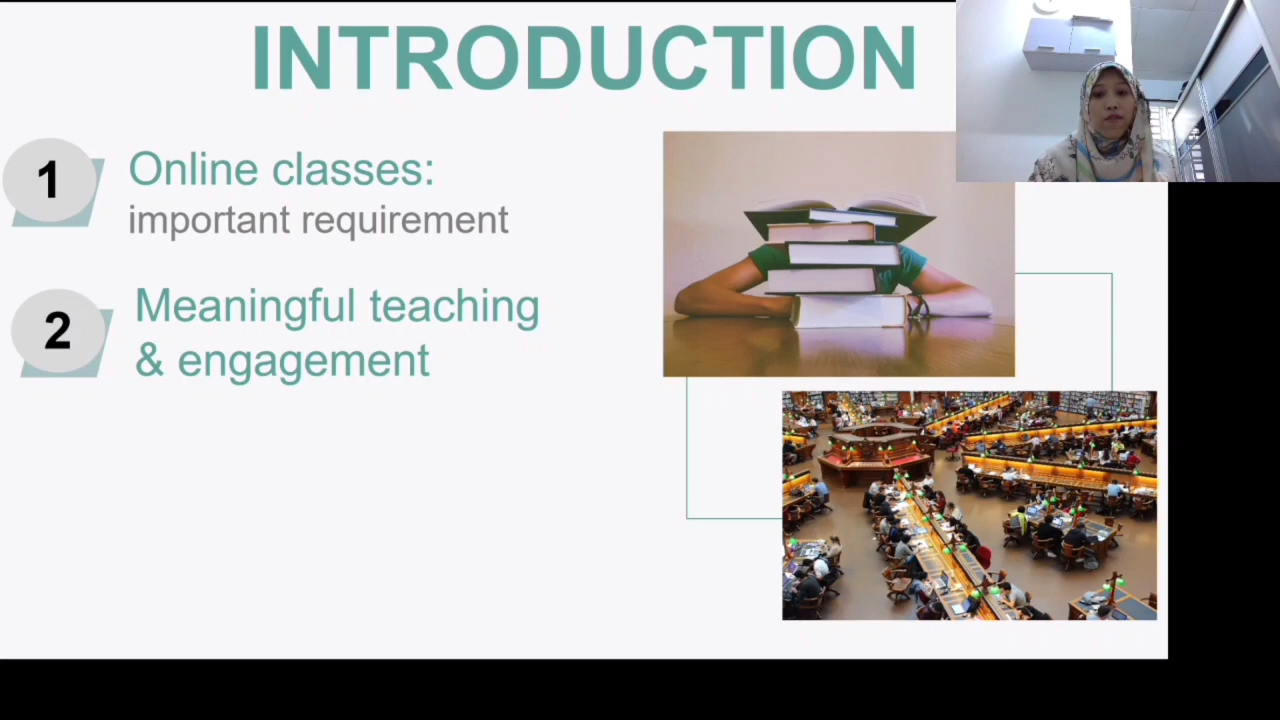 INTRODUCTION
1
Online classes:
important requirement
2
Meaningful teaching
& engagement